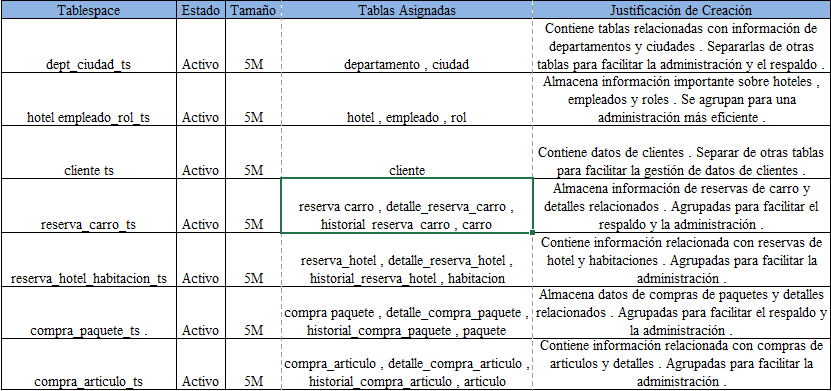 Tablespace Estado Tamaño Tablas Asignadas Justificación de Creación
Contiene tablas relacionadas con información de
departamentos y ciudades . Separarlas de otras
dept_ciudad_ts Activo 5M departamento , ciudad tablas para facilitar la administración y el respaldo .
Almacena información importante sobre hoteles ,
empleados y roles . Se agrupan para una
hotel empleado_rol_ts Activo 5M hotel , empleado , rol administración más eficiente .
Contiene datos de clientes . Separar de otras tablas
cliente ts Activo 5M cliente para facilitar la gestión de datos de clientes .
Almacena información de reservas de carro y
reserva carro , detalle_reserva_carro , detalles relacionados . Agrupadas para facilitar el
reserva_carro_ts Activo 5M historial reserva carro , carro respaldo y la administración .
Contiene información relacionada con reservas de
reserva_hotel , detalle_reserva_hotel , hotel y habitaciones . Agrupadas para facilitar la
reserva_hotel_habitacion_ts Activo 5M historial_reserva_hotel , habitacion administración .
Almacena datos de compras de paquetes y detalles
compra paquete , detalle_compra_paquete , relacionados . Agrupadas para facilitar el respaldo y
compra_paquete_ts . Activo 5M historial_compra_paquete , paquete la administración .
Contiene información relacionada con compras de
compra_articulo , detalle_compra_articulo , articulos y detalles . Agrupadas para facilitar la
compra_articulo_ts Activo 5M historial_compra_articulo , articulo administración .